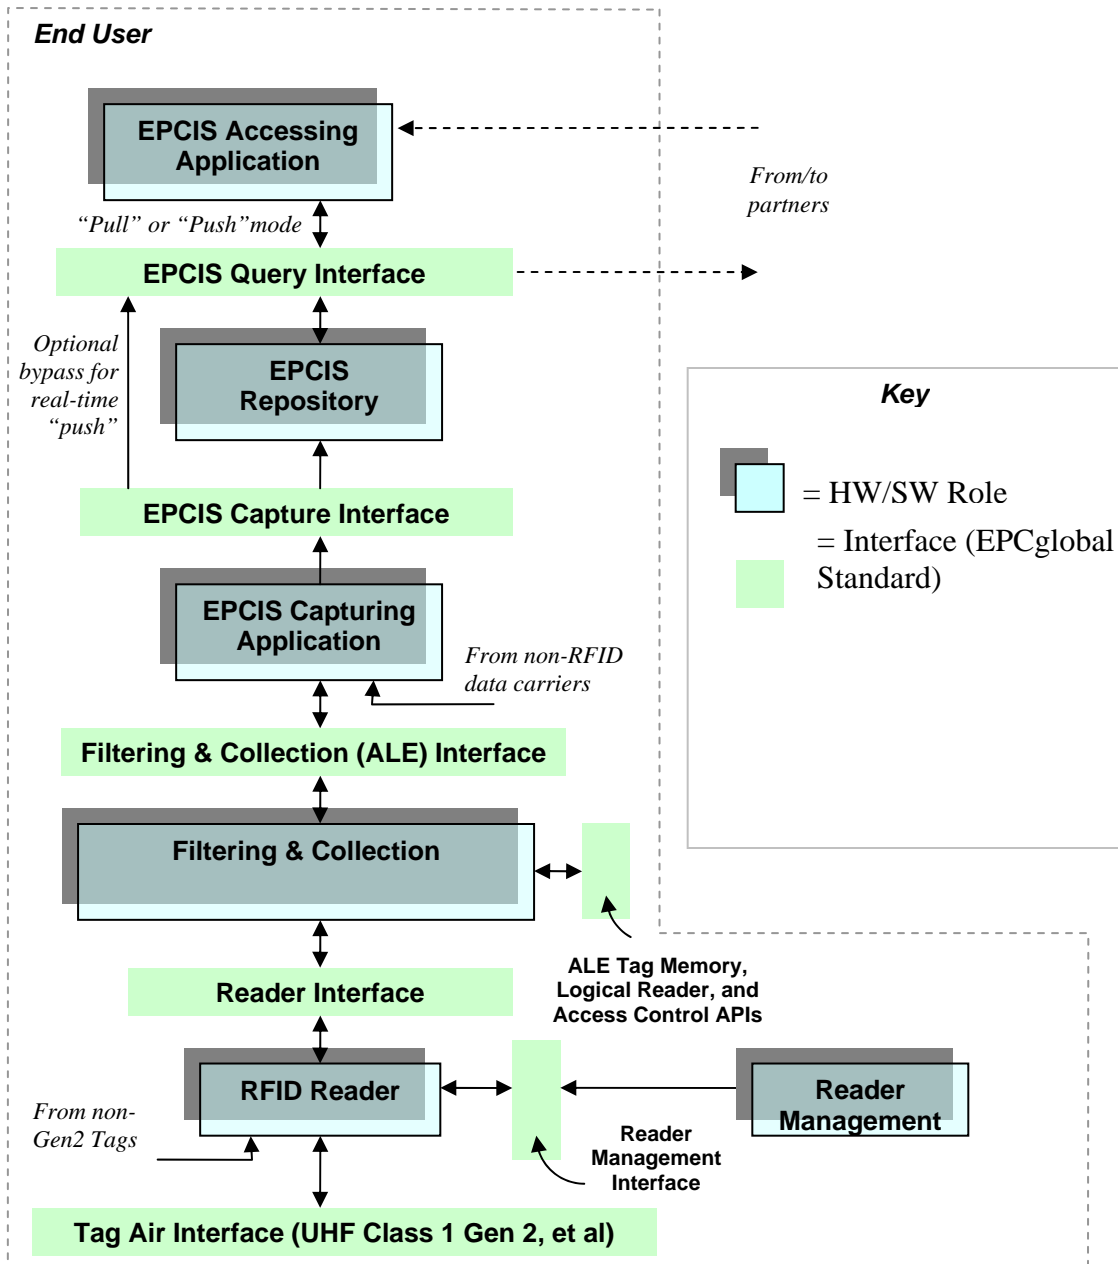 End User
EPCIS Accessing
Application
From/to
partners
“Pull” or “Push”mode
EPCIS Query Interface
Optional
bypass for
real-time
“push”
EPCIS
Repository
Key
= HW/SW Role
= Interface (EPCglobal
Standard)
EPCIS Capture Interface
EPCIS Capturing
Application
From non-RFID
data carriers
Filtering & Collection (ALE) Interface
Filtering & Collection
ALE Tag Memory,
Logical Reader, and
Access Control APIs
Reader Interface
RFID Reader
Reader
Management
From non-
Gen2 Tags
Reader
Management
Interface
Tag Air Interface (UHF Class 1 Gen 2, et al)